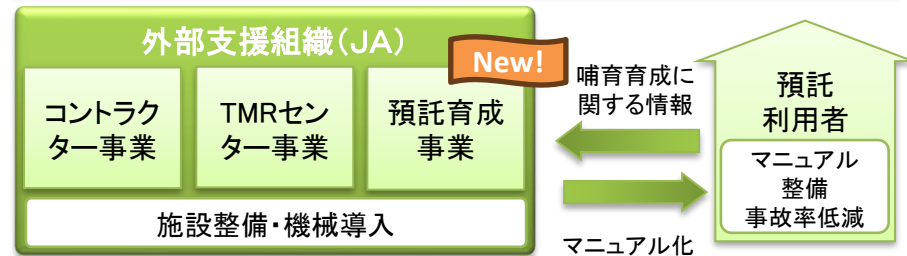 外部支援組織(JA)
New!
コントラク
ター事業
TMRセン
ター事業
預託育成
事業
施設整備・機械導入
哺育育成に
関する情報
マニュアル化
預託
利用者
マニュアル
整備
事故率低減